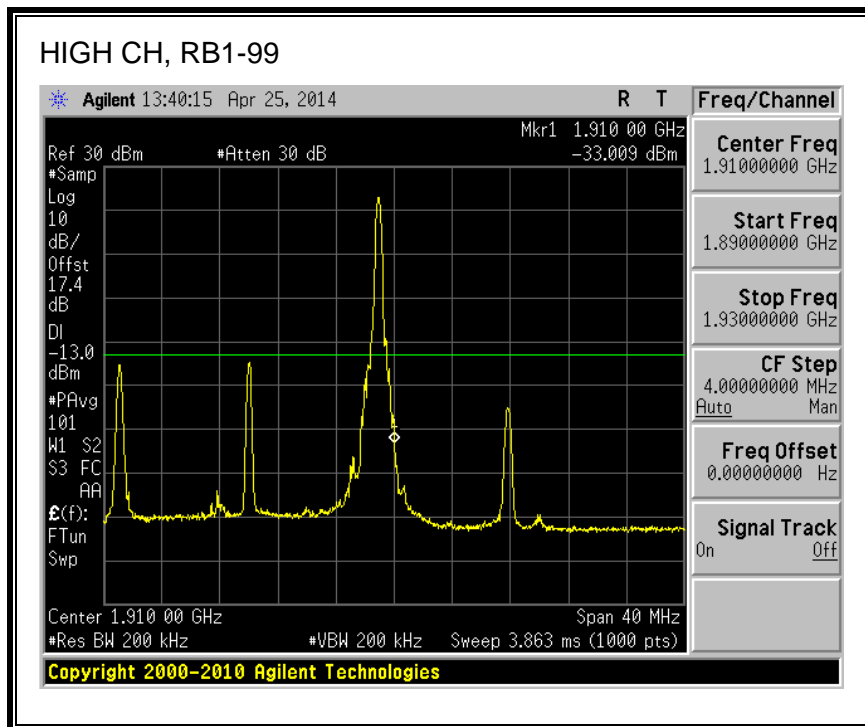 HIGH CH, RB1-99
Agilent 13:40:15 Apr 25, 2014 R T
Freq/Channel
Mkr1 1.910 00 GHz
Ref 30 dBm #Atten 30 dB -33.009 dBm
#Samp
Log
10
dB/
Offst
17.4
dB
DI
-13.0
dBm
#PAvg
101
W1 S2
S3 FC
AA
£(f):
FTun
Swp
1
Center 1.910 00 GHz Span 40 MHz
#Res BW 200 kHz #VBW 200 kHz Sweep 3.863 ms (1000 pts)
Copyright 2000-2010 Agilent Technologies
Center Freq
1.91000000 GHz
Start Freq
1.89000000 GHz
Stop Freq
1.93000000 GHz
CF Step
4.00000000 MHz
Auto Man
Freq Offset
0.00000000 Hz
Signal Track
On Off